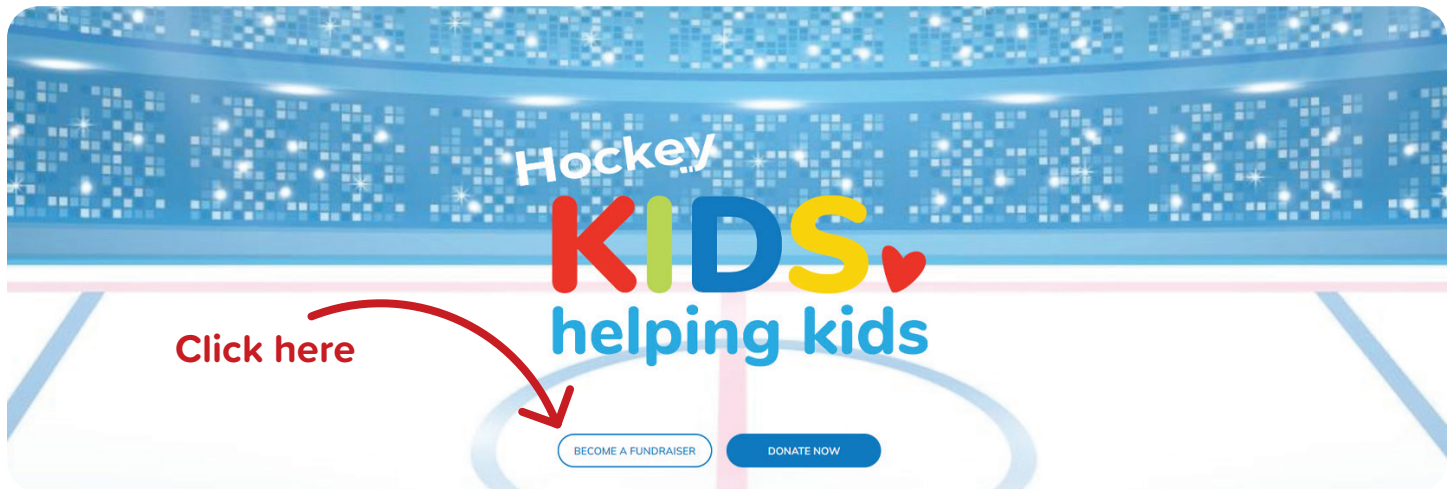 Hockey
KIDS
helping kids
Click here
BECOME A FUNDRAISER
DONATE NOW